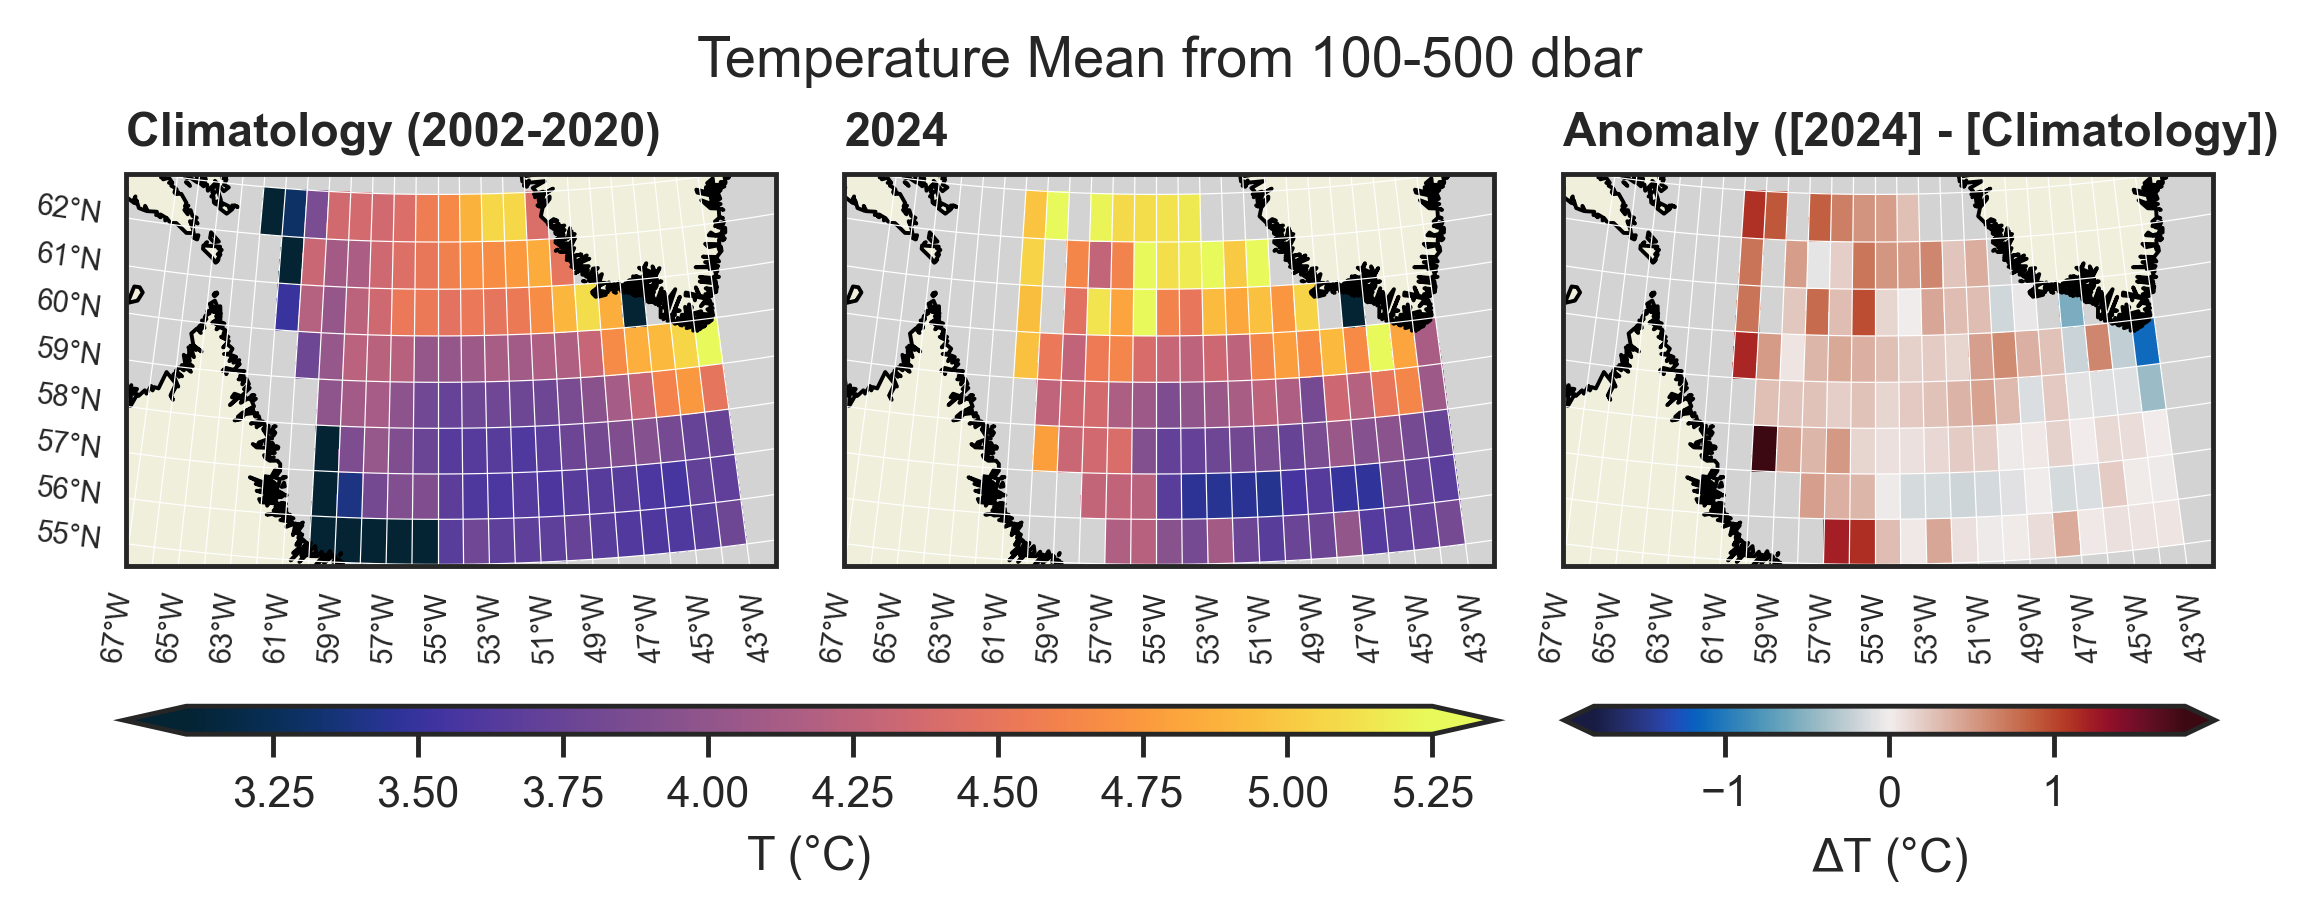 Temperature Mean from 100-500 dbar
Climatology (2002-2020)
2024
Anomaly ([2024] - [Climatology])
62°N
61°N
60°N
59°N
58°N
57°N
56°N
55°N
67°W 65°W 63°W 61°W 59°W 57°W 55°W 53°W 51°W 49°W 47°W 45°W 43°W
67°W 65°W 63°W 61°W 59°W 57°W 55°W 53°W 51°W 49°W 47°W 45°W 43°W
67°W 65°W 63°W 61°W 59°W 57°W 55°W 53°W 51°W 49°W 47°W 45°W 43°W
3.25 3.50 3.75 4.00 4.25 4.50 4.75 5.00 5.25
T (°C)
−1 0 1
ΔT (°C)